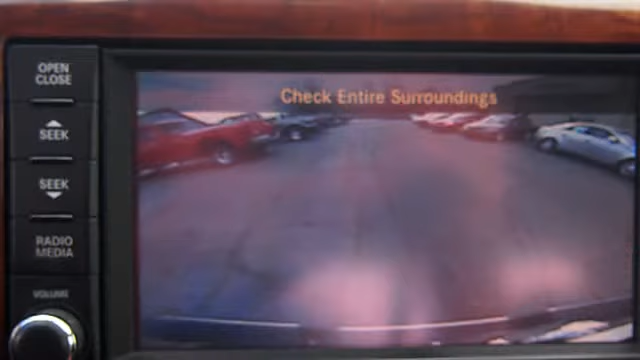 OPEN
CLOSE
SEEK
SEEK
RADIO
MEDIA
VOLUME
Check Entire Surroundings